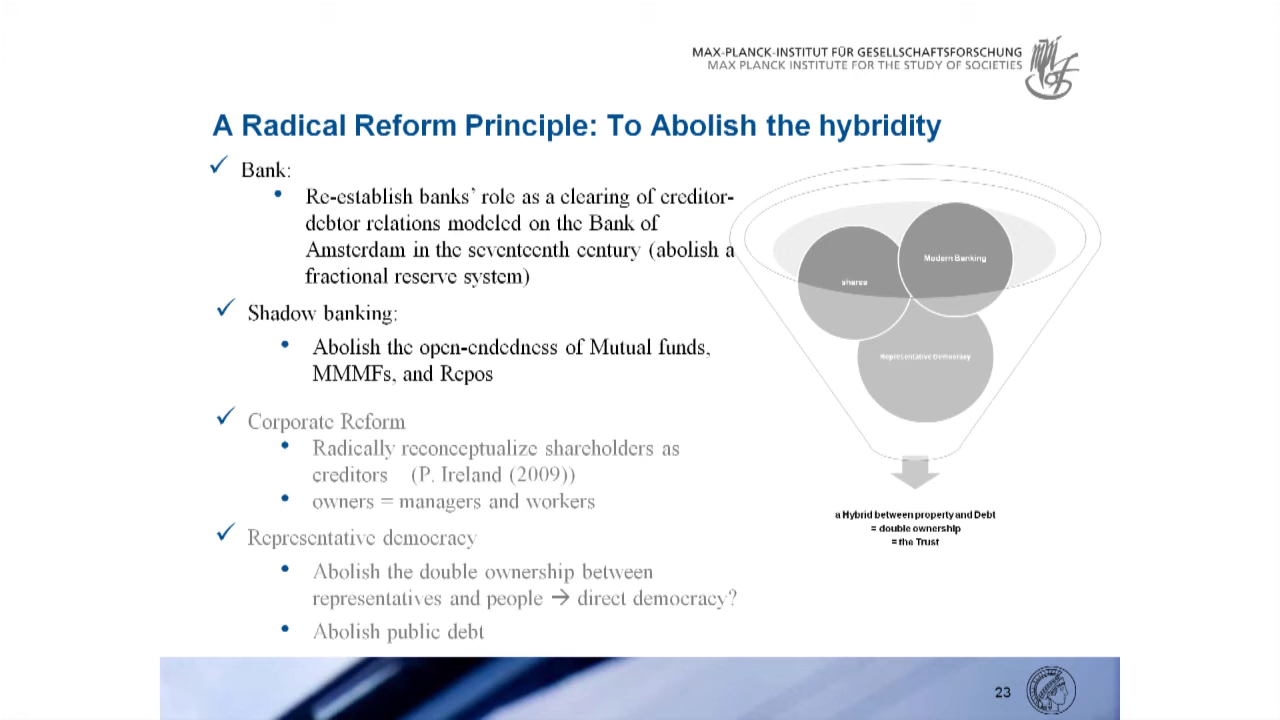 MAX-PLANCK-INSTITUT FÜR GESELLSCHAFTSFORSCHUNG
MAX PLANCK INSTITUTE FOR THE STUDY OF SOCIETIES
A Radical Reform Principle: To Abolish the hybridity
Bank:
Re-establish banks' role as a clearing of creditor-
debtor relations modeled on the Bank of
Amsterdam in the seventeenth century (abolish a
fractional reserve system)
Shadow banking:
Abolish the open-endedness of Mutual funds,
MMMFs, and Repos
Corporate Reform
Radically reconceptualize shareholders as
creditors (P. Ireland (2009))
owners = managers and workers
Representative democracy
Abolish the double ownership between
representatives and people → direct democracy?
Abolish public debt
Modern Banking
shares
Representative Democracy
a Hybrid between property and Debt
= double ownership
= the Trust
23